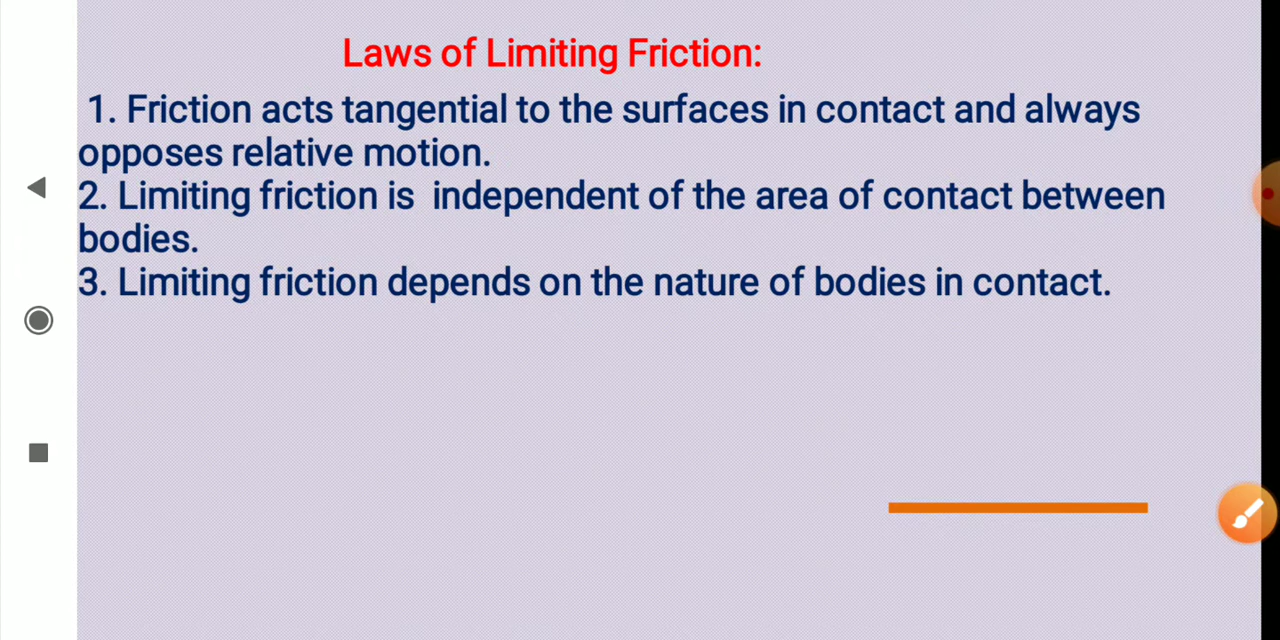 Laws of Limiting Friction:
1. Friction acts tangential to the surfaces in contact and always
opposes relative motion.
2. Limiting friction is  independent of the area of contact between
bodies.
3. Limiting friction depends on the nature of bodies in contact.